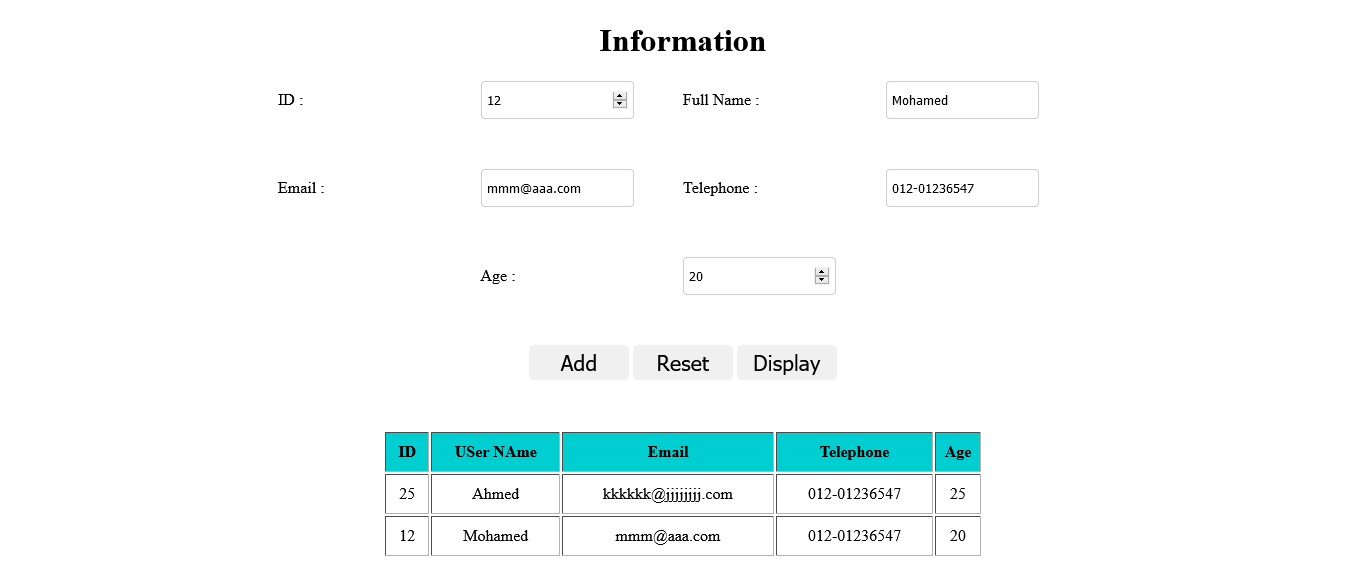 Information
ID : 12 Full Name : Mohamed
Email : mmm@aaa.com Telephone : 012-01236547
Age : 20
Add Reset Display
ID USer NAme Email Telephone Age
25 Ahmed kkkkkk@jjjjjjjj.com 012-01236547 25
12 Mohamed mmm@aaa.com 012-01236547 20